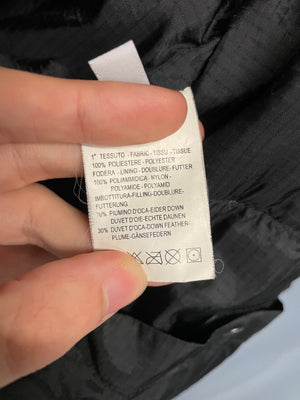 1° TESSUTO - FABRIC - TISSU - TISSUE
100% POLIESTERE - POLYESTER
FODERA - LINING - DOUBLURE - FUTTER
100% POLIAMMIDICA - NYLON -
POLYAMIDE - POLYAMID
IMBOTTITURA-FILLING-DOUBLURE-
FUTTERUNG
70% PIUMINO D'OCA-EIDER DOWN
DUVET D'OIE-ECHTE DAUNEN
30% DUVET D'OCA-DOWN FEATHER-
PLUME-GÄNSEFEDERN